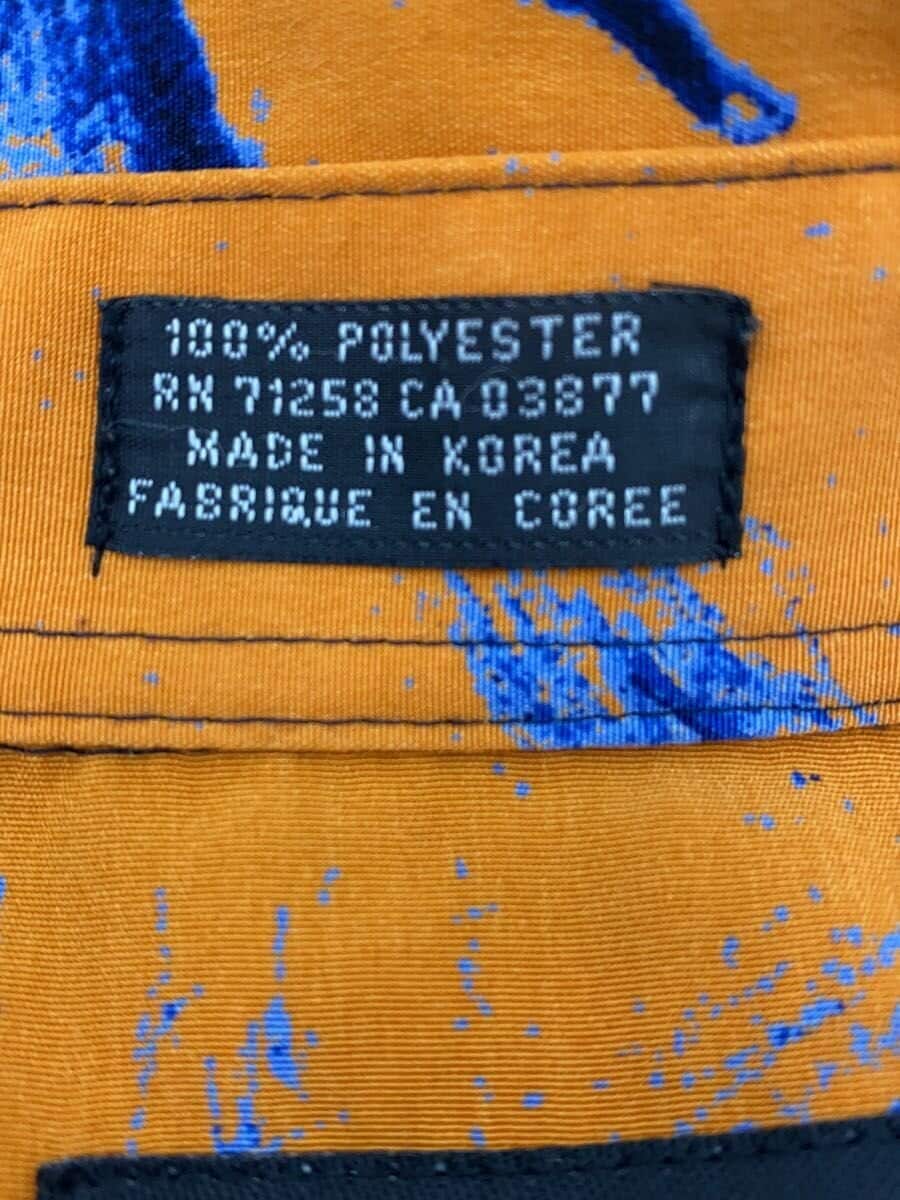 100% POLYESTER
RN 71258 CA 03877
MADE IN KOREA
FABRIQUE EN COREE